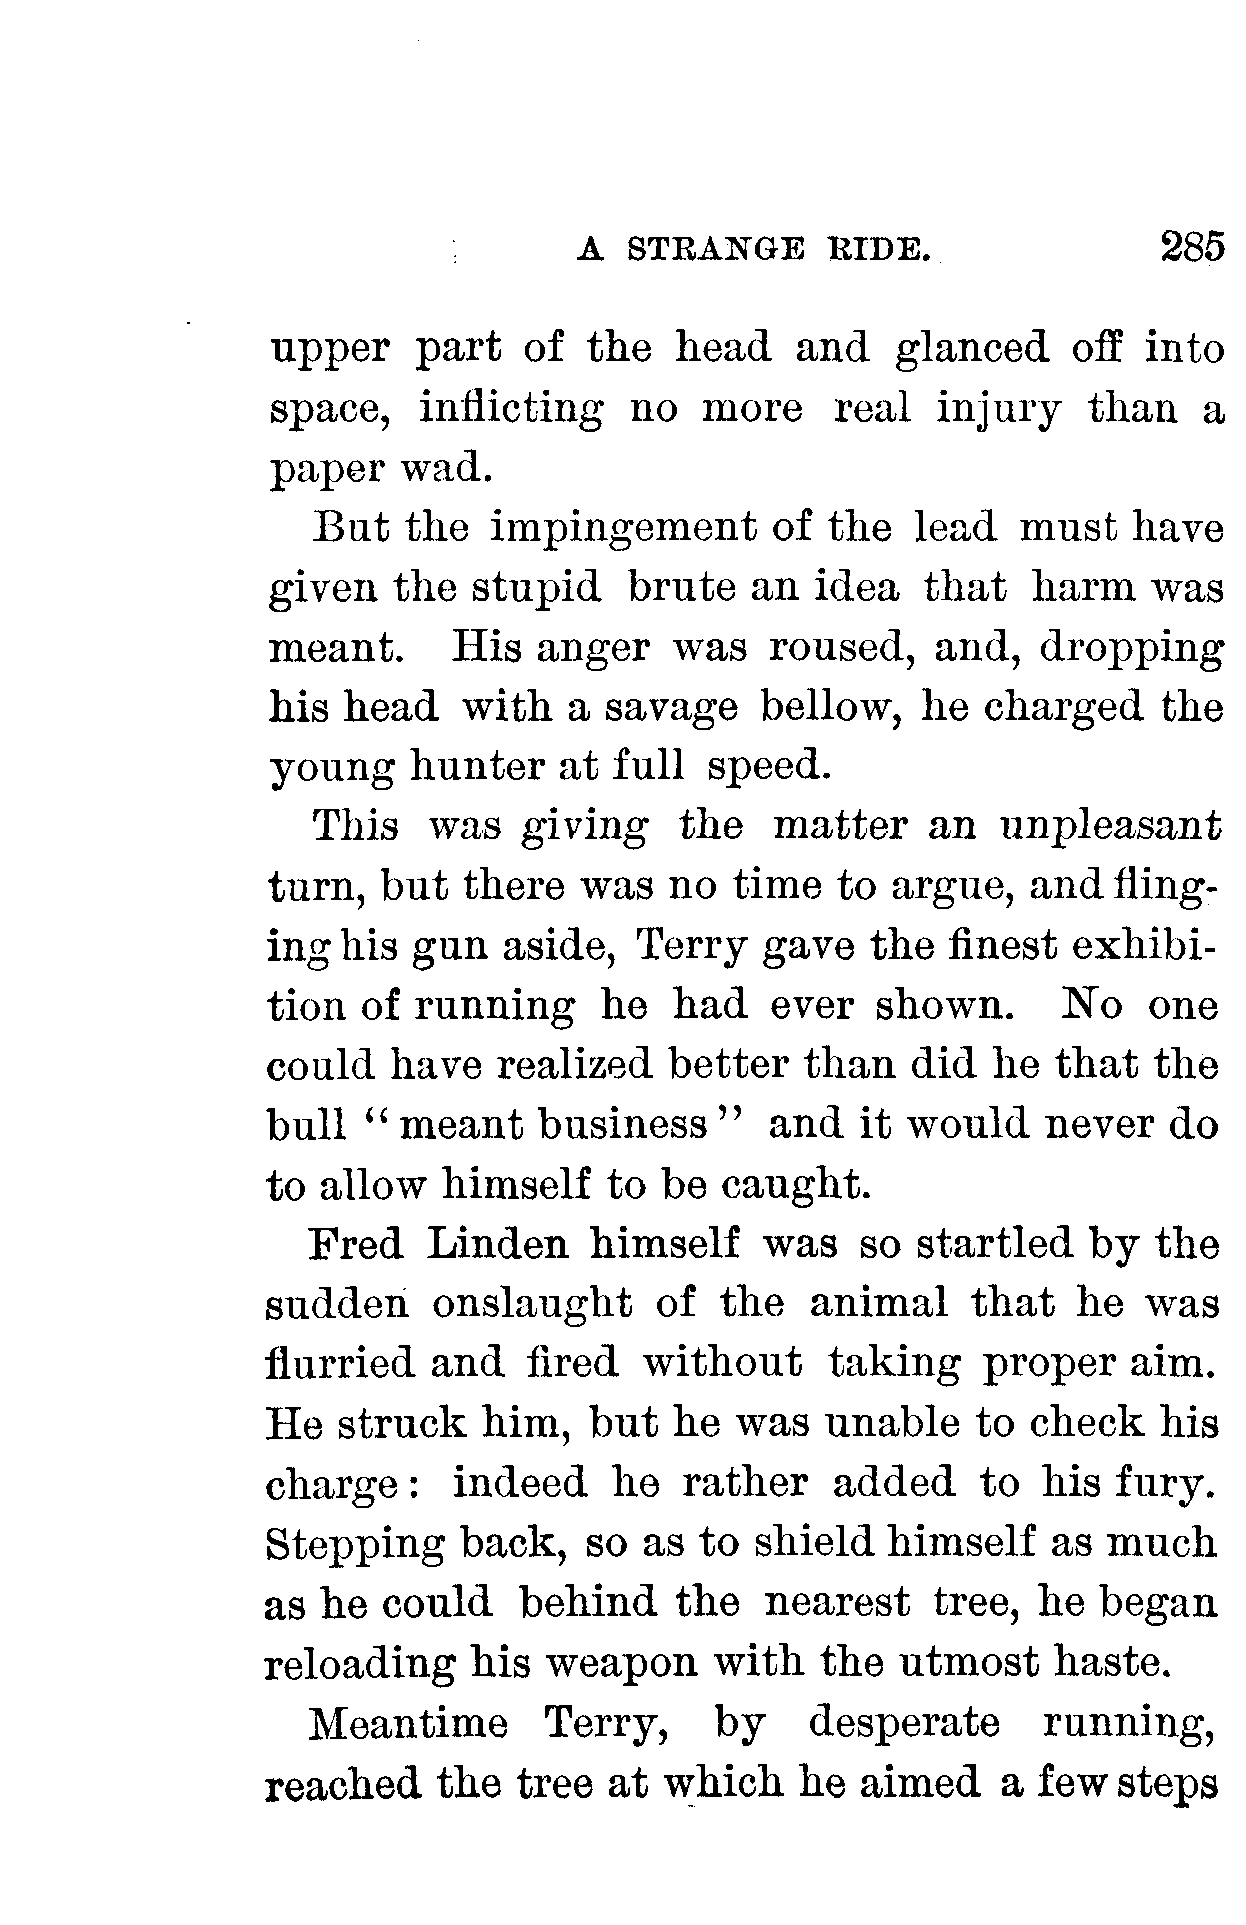 A STRANGE RIDE. 285
upper part of the head and glanced off into
space, inflicting no more real injury than a
paper wad.
But the impingement of the lead must have
given the stupid brute an idea that harm was
meant. His anger was roused, and, dropping
his head with a savage bellow, he charged the
young hunter at full speed.
This was giving the matter an unpleasant
turn, but there was no time to argue, and fling-
ing his gun aside, Terry gave the finest exhibi-
tion of running he had ever shown. No one
could have realized better than did he that the
bull “ meant business ” and it would never do
to allow himself to be caught.
Fred Linden himself was so startled by the
sudden onslaught of the animal that he was
flurried and fired without taking proper aim.
He struck him, but he was unable to check his
charge : indeed he rather added to his fury.
Stepping back, so as to shield himself as much
as he could behind the nearest tree, he began
reloading his weapon with the utmost haste.
Meantime Terry, by desperate running,
reached the tree at which he aimed a few steps